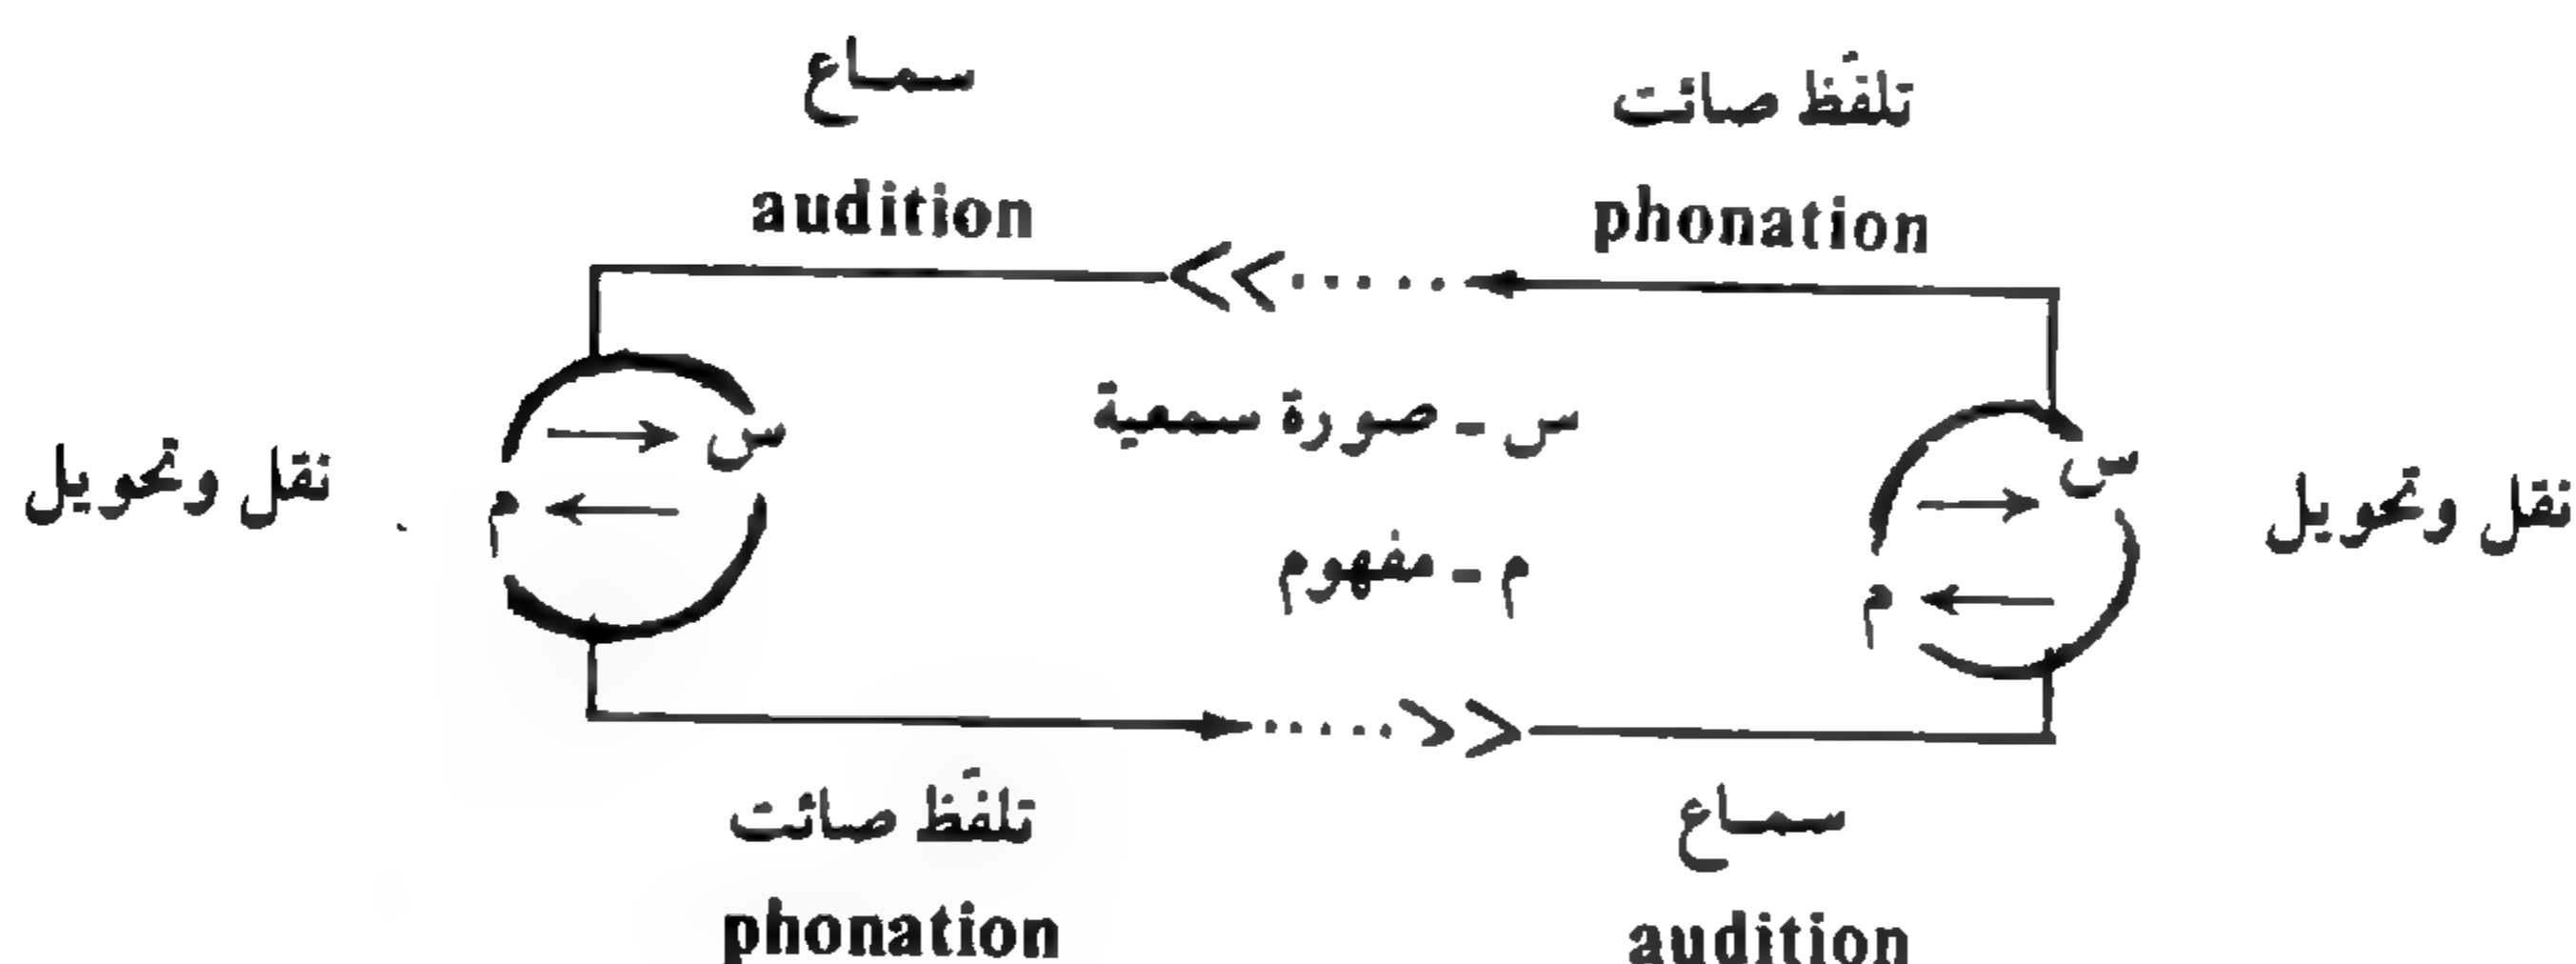 تلفّظ صائت
phonation
سماع
audition
س - صورة سمعية
م - مفهوم
نقل وتحويل
س
م
س
م
نقل وتحويل
سماع
audition
تلفّظ صائت
phonation